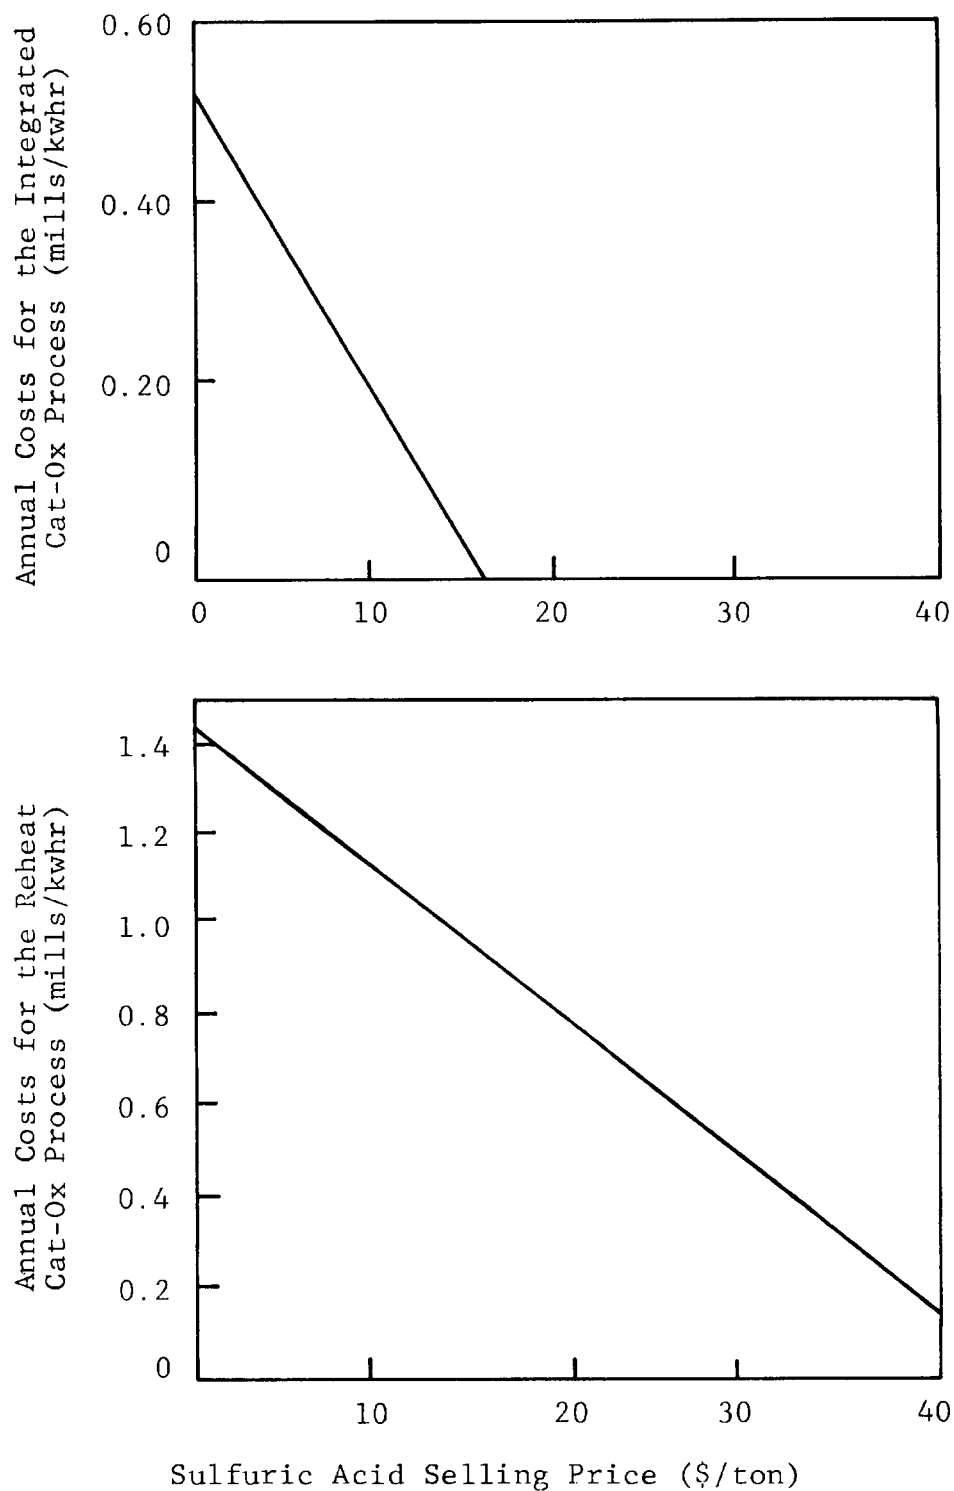 Annual Costs for the Integrated
Cat-Ox Process (mills/kwhr)
0.60
0.40
0.20
0
0 10 20 30 40
Annual Costs for the Reheat
Cat-Ox Process (mills/kwhr)
1.4
1.2
1.0
0.8
0.6
0.4
0.2
0
10 20 30 40
Sulfuric Acid Selling Price ($/ton)